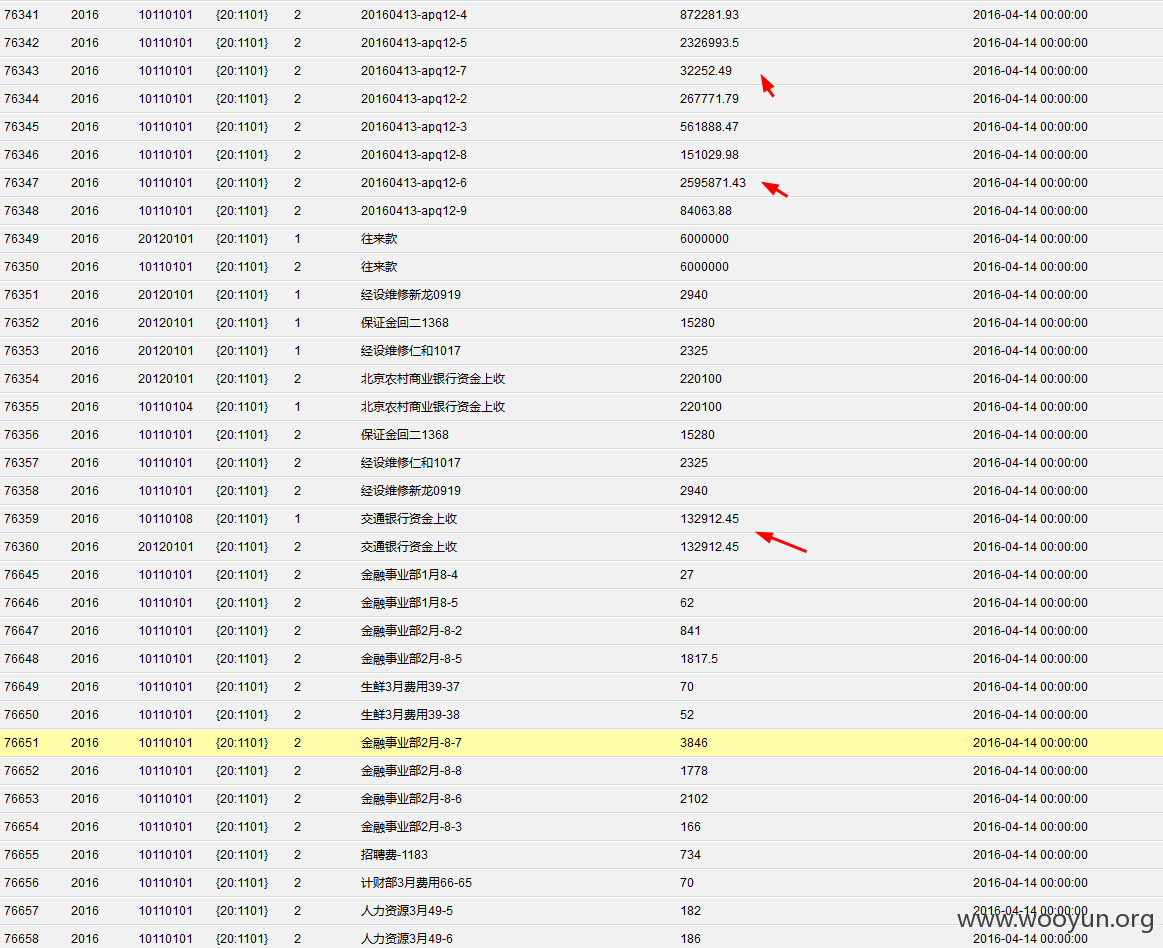 76341 2016 10110101 {20:1101} 2 20160413-apq12-4 872281.93 2016-04-14 00:00:00
76342 2016 10110101 {20:1101} 2 20160413-apq12-5 2326993.5 2016-04-14 00:00:00
76343 2016 10110101 {20:1101} 2 20160413-apq12-7 32252.49 2016-04-14 00:00:00
76344 2016 10110101 {20:1101} 2 20160413-apq12-2 267771.79 2016-04-14 00:00:00
76345 2016 10110101 {20:1101} 2 20160413-apq12-3 561888.47 2016-04-14 00:00:00
76346 2016 10110101 {20:1101} 2 20160413-apq12-8 151029.98 2016-04-14 00:00:00
76347 2016 10110101 {20:1101} 2 20160413-apq12-6 2595871.43 2016-04-14 00:00:00
76348 2016 10110101 {20:1101} 2 20160413-apq12-9 84063.88 2016-04-14 00:00:00
76349 2016 20120101 {20:1101} 1 往来款 6000000 2016-04-14 00:00:00
76350 2016 10110101 {20:1101} 2 往来款 6000000 2016-04-14 00:00:00
76351 2016 20120101 {20:1101} 1 经设维修新龙0919 2940 2016-04-14 00:00:00
76352 2016 20120101 {20:1101} 1 保证金回二1368 15280 2016-04-14 00:00:00
76353 2016 20120101 {20:1101} 1 经设维修仁和1017 2325 2016-04-14 00:00:00
76354 2016 20120101 {20:1101} 2 北京农村商业银行资金上收 220100 2016-04-14 00:00:00
76355 2016 10110104 {20:1101} 1 北京农村商业银行资金上收 220100 2016-04-14 00:00:00
76356 2016 10110101 {20:1101} 2 保证金回二1368 15280 2016-04-14 00:00:00
76357 2016 10110101 {20:1101} 2 经设维修仁和1017 2325 2016-04-14 00:00:00
76358 2016 10110101 {20:1101} 2 经设维修新龙0919 2940 2016-04-14 00:00:00
76359 2016 10110108 {20:1101} 1 交通银行资金上收 132912.45 2016-04-14 00:00:00
76360 2016 20120101 {20:1101} 2 交通银行资金上收 132912.45 2016-04-14 00:00:00
76645 2016 10110101 {20:1101} 2 金融事业部1月8-4 27 2016-04-14 00:00:00
76646 2016 10110101 {20:1101} 2 金融事业部1月8-5 62 2016-04-14 00:00:00
76647 2016 10110101 {20:1101} 2 金融事业部2月-8-2 841 2016-04-14 00:00:00
76648 2016 10110101 {20:1101} 2 金融事业部2月-8-5 1817.5 2016-04-14 00:00:00
76649 2016 10110101 {20:1101} 2 生鲜3月费用39-37 70 2016-04-14 00:00:00
76650 2016 10110101 {20:1101} 2 生鲜3月费用39-38 52 2016-04-14 00:00:00
76651 2016 10110101 {20:1101} 2 金融事业部2月-8-7 3846 2016-04-14 00:00:00
76652 2016 10110101 {20:1101} 2 金融事业部2月-8-8 1778 2016-04-14 00:00:00
76653 2016 10110101 {20:1101} 2 金融事业部2月-8-6 2102 2016-04-14 00:00:00
76654 2016 10110101 {20:1101} 2 金融事业部2月-8-3 166 2016-04-14 00:00:00
76655 2016 10110101 {20:1101} 2 招聘费-1183 734 2016-04-14 00:00:00
76656 2016 10110101 {20:1101} 2 计财部3月费用66-65 70 2016-04-14 00:00:00
76657 2016 10110101 {20:1101} 2 人力资源3月49-5 182 2016-04-14 00:00:00
www.wooyun.org
76658 2016 10110101 {20:1101} 2 人力资源3月49-6 186 2016-04-14 00:00:00